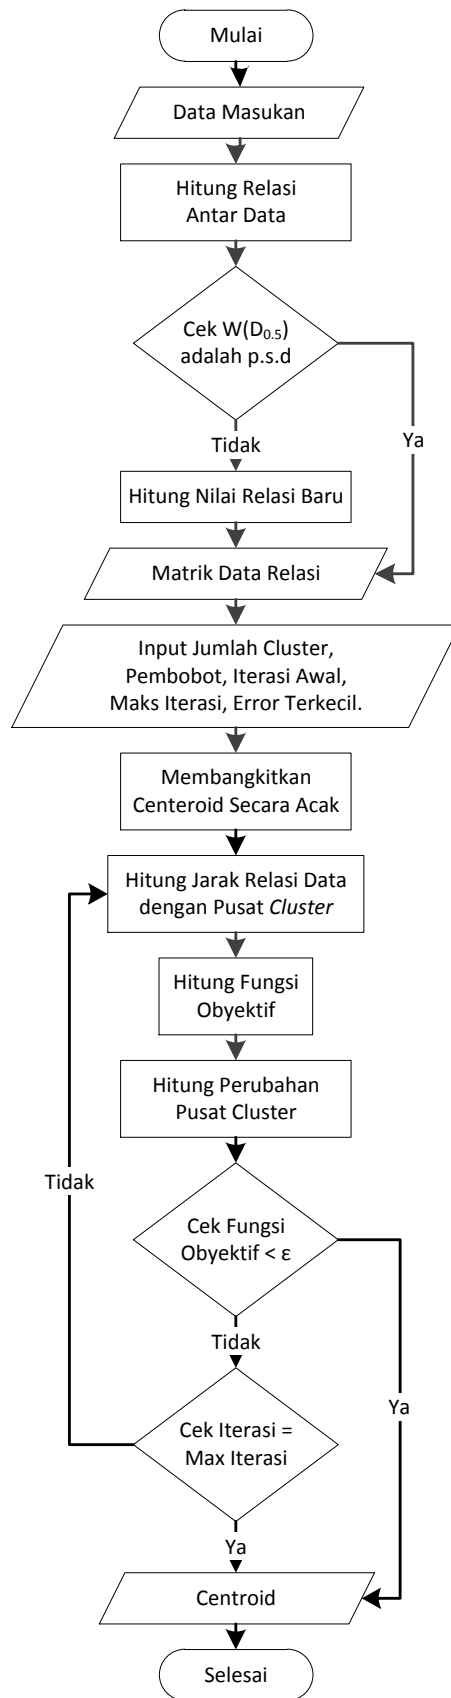 Mulai
Data Masukan
Hitung Relasi
Antar Data
Cek W(D₀.₅)
adalah p.s.d
Tidak
Ya
Hitung Nilai Relasi Baru
Matrik Data Relasi
Input Jumlah Cluster,
Pembobot, Iterasi Awal,
Maks Iterasi, Error Terkecil.
Membangkitkan
Centeroid Secara Acak
Hitung Jarak Relasi Data
dengan Pusat Cluster
Hitung Fungsi
Obyektif
Hitung Perubahan
Pusat Cluster
Tidak
Cek Fungsi
Obyektif < ε
Tidak
Ya
Cek Iterasi =
Max Iterasi
Ya
Centroid
Selesai